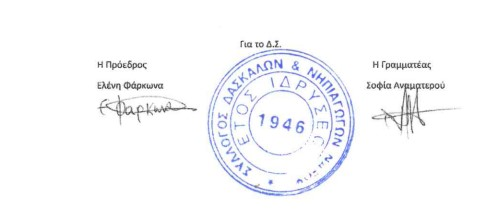 Για το Δ.Σ.
Η Πρόεδρος
Η Γραμματέας
Ελένη Φάρκωνα
Σοφία Αναματερού
ΣΥΛΛΟΓΟΣ ΔΑΣΚΑΛΩΝ & ΝΗΠΙΑΓΩΓΩΝ
ΕΤΟΣ ΙΔΡΥΣΕΩΣ
1946